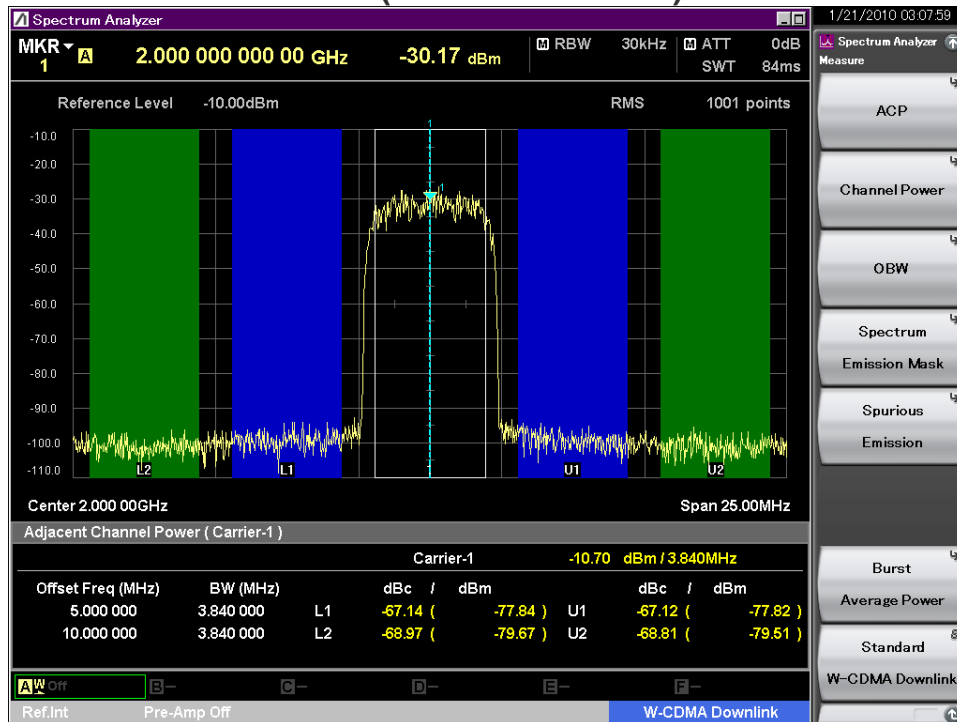 Spectrum Analyzer
1/21/2010 03:07:59
MKR 1 A 2.000 000 000 00 GHz -30.17 dBm
M RBW 30kHz M ATT 0dB
SWT 84ms
Reference Level -10.00dBm RMS 1001 points
1
-10.0
-20.0
-30.0
-40.0
-50.0
-60.0
-70.0
-80.0
-90.0
-100.0
-110.0
1
L2 L1 1 U1 U2
Center 2.000 00GHz Span 25.00MHz
Adjacent Channel Power ( Carrier-1 )
Carrier-1 -10.70 dBm / 3.840MHz
Offset Freq (MHz) BW (MHz) dBc / dBm dBc / dBm
5.000 000 3.840 000 L1 -67.14 ( -77.84 ) U1 -67.12 ( -77.82 )
10.000 000 3.840 000 L2 -68.97 ( -79.67 ) U2 -68.81 ( -79.51 )
A W Off B- C- D- E- F-
Ref.Int Pre-Amp Off W-CDMA Downlink
Spectrum Analyzer
Measure
ACP
Channel Power
OBW
Spectrum
Emission Mask
Spurious
Emission
Burst
Average Power
Standard
W-CDMA Downlink